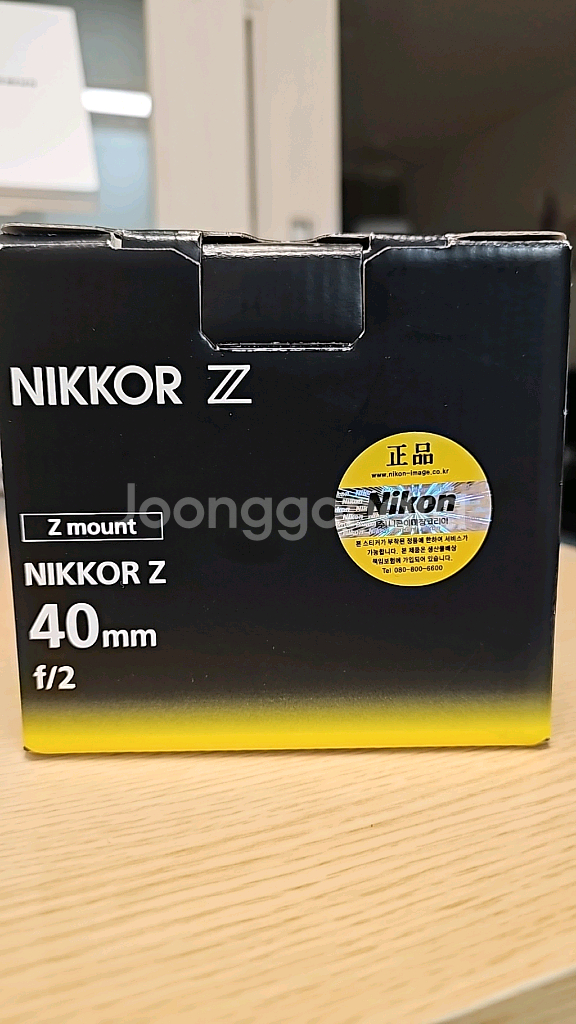 NIKKOR Z
正品
www.nikon-image.co.kr
Nikon
니콘이미징코리아
본 스티커가 부착된 정품에 한하여 서비스가
가능합니다. 본 제품은 생산물배상
책임보험에 가입되어 있습니다.
Tel 080-800-6600
Z mount
NIKKOR Z
40mm
f/2